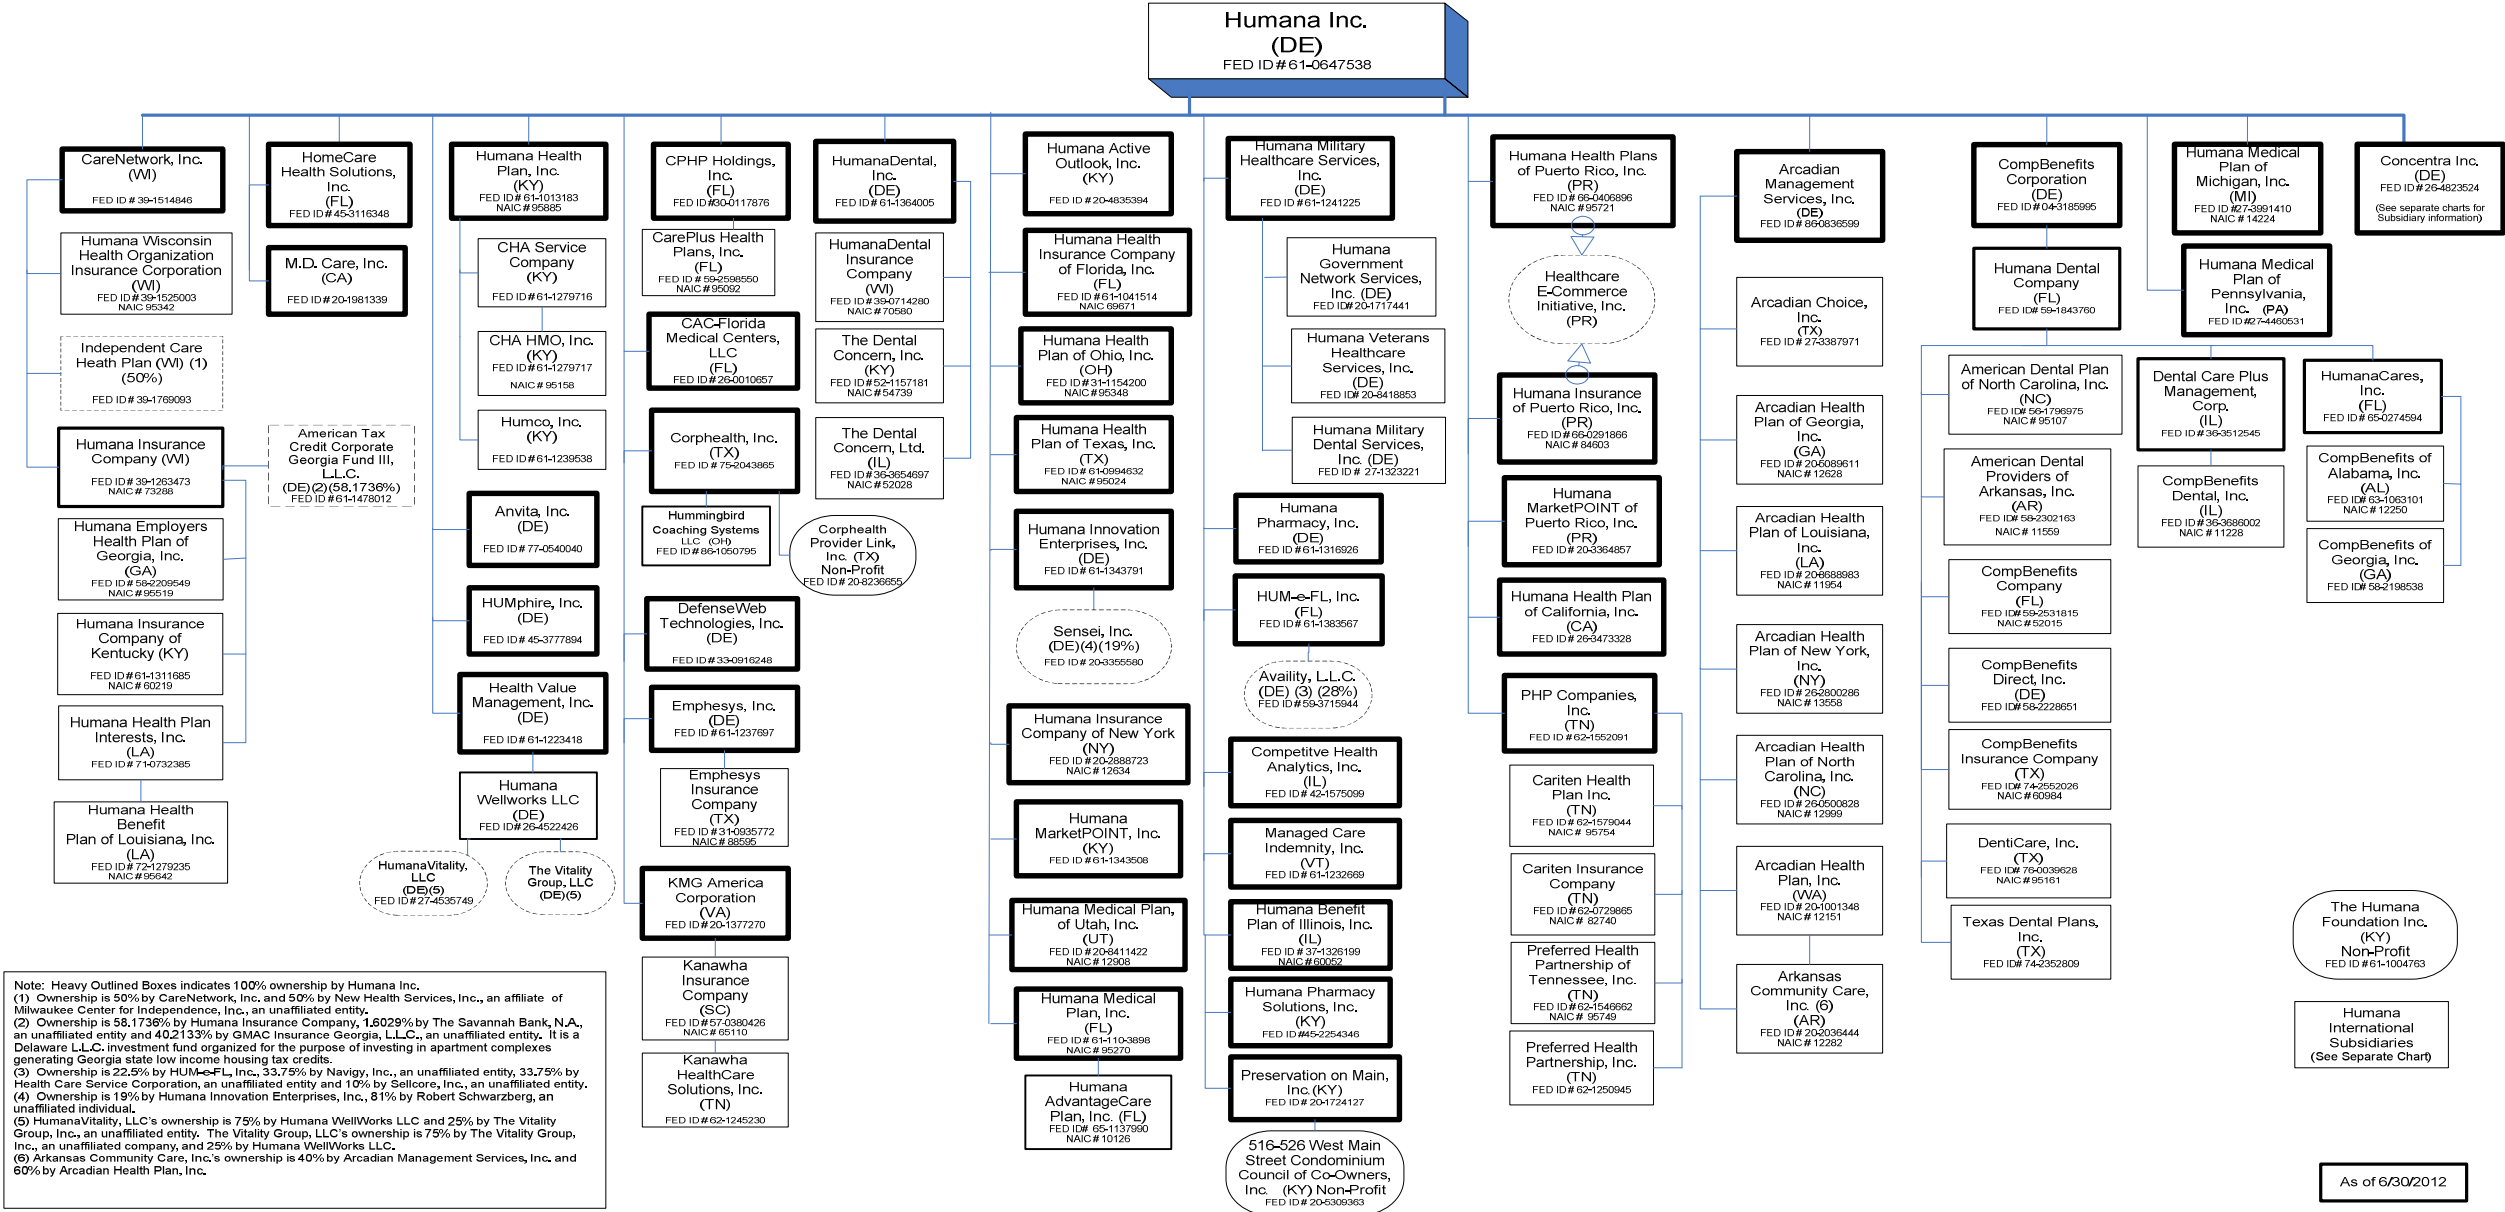 Humana Inc.
(DE)
FED ID# 61-0647538
CareNetwork, Inc.
(WI)
FED ID # 39-1514846
Humana Wisconsin
Health Organization
Insurance Corporation
(WI)
FED ID# 39-1525003
NAIC 95342
Independent Care
Heath Plan (WI) (1)
(50%)
FED ID# 39-1769093
Humana Insurance
Company (WI)
FED ID# 39-1263473
NAIC # 73288
American Tax
Credit Corporate
Georgia Fund III,
L.L.C.
(DE)(2)(58.1736%)
FED ID# 61-1478012
Humana Employers
Health Plan of
Georgia, Inc.
(GA)
FED ID# 58-2209549
NAIC# 95519
Humana Insurance
Company of
Kentucky (KY)
FED ID# 61-1311685
NAIC # 60219
Humana Health Plan
Interests, Inc.
(LA)
FED ID# 71-0732385
Humana Health
Benefit
Plan of Louisiana, Inc.
(LA)
FED ID# 72-1279235
NAIC# 95642
HomeCare
Health Solutions,
Inc.
(FL)
FED ID# 45-3116348
M.D. Care, Inc.
(CA)
FED ID# 20-1981339
Humana Health
Plan, Inc.
(KY)
FED ID# 61-1013183
NAIC # 95885
CHA Service
Company
(KY)
FED ID# 61-1279716
CHA HMO, Inc.
(KY)
FED ID# 61-1279717
NAIC # 95158
Humco, Inc.
(KY)
FED ID# 61-1239538
Anvita, Inc.
(DE)
FED ID# 77-0540040
HUMphire, Inc.
(DE)
FED ID# 45-3777894
Health Value
Management, Inc.
(DE)
FED ID# 61-1223418
Humana
Wellworks LLC
(DE)
FED ID#26-4522426
HumanaVitality,
LLC
(DE)(5)
FED ID# 27-4535749
The Vitality
Group, LLC
(DE)(5)
CPHP Holdings,
Inc.
(FL)
FED ID#30-0117876
CarePlus Health
Plans, Inc.
(FL)
FED ID# 59-2598550
NAIC# 95092
CAC-Florida
Medical Centers,
LLC
(FL)
FED ID# 26-0010657
Corphealth, Inc.
(TX)
FED ID# 75-2043865
Hummingbird
Coaching Systems
LLC (OH)
FED ID# 86-1050795
Corphealth
Provider Link,
Inc. (TX)
Non-Profit
FED ID# 20-8236655
DefenseWeb
Technologies, Inc.
(DE)
FED ID# 33-0916248
Emphesys, Inc.
(DE)
FED ID# 61-1237697
Emphesys
Insurance
Company
(TX)
FED ID# 31-0935772
NAIC # 88595
KMG America
Corporation
(VA)
FED ID# 20-1377270
Kanawha
Insurance
Company
(SC)
FED ID# 57-0380426
NAIC # 65110
Kanawha
HealthCare
Solutions, Inc.
(TN)
FED ID# 62-1245230
HumanaDental,
Inc.
(DE)
FED ID# 61-1364005
HumanaDental
Insurance
Company
(WI)
FED ID# 39-0714280
NAIC # 70580
The Dental
Concern, Inc.
(KY)
FED ID# 52-1157181
NAIC # 54739
The Dental
Concern, Ltd.
(IL)
FED ID# 36-3654697
NAIC# 52028
Humana Active
Outlook, Inc.
(KY)
FED ID # 20-4835394
Humana Health
Insurance Company
of Florida, Inc.
(FL)
FED ID# 61-1041514
NAIC 69671
Humana Health
Plan of Ohio, Inc.
(OH)
FED ID# 31-1154200
NAIC # 95348
Humana Health
Plan of Texas, Inc.
(TX)
FED ID# 61-0994632
NAIC # 95024
Humana Innovation
Enterprises, Inc.
(DE)
FED ID# 61-1343791
Sensei, Inc.
(DE)(4)(19%)
FED ID# 20-3355580
Humana Insurance
Company of New York
(NY)
FED ID# 20-2888723
NAIC # 12634
Humana
MarketPOINT, Inc.
(KY)
FED ID# 61-1343508
Humana Medical Plan,
of Utah, Inc.
(UT)
FED ID# 20-8411422
NAIC # 12908
Humana Medical
Plan, Inc.
(FL)
FED ID# 61-110-3898
NAIC # 95270
Humana
AdvantageCare
Plan, Inc. (FL)
FED ID# 65-1137990
NAIC # 10126
Humana Military
Healthcare Services,
Inc.
(DE)
FED ID# 61-1241225
Humana
Government
Network Services,
Inc. (DE)
FED ID# 20-1717441
Humana Veterans
Healthcare
Services, Inc.
(DE)
FED ID# 20-8418853
Humana Military
Dental Services,
Inc. (DE)
FED ID # 27-1323221
Humana
Pharmacy, Inc.
(DE)
FED ID# 61-1316926
HUM-e-FL, Inc.
(FL)
FED ID# 61-1383567
Availity, L.L.C.
(DE) (3) (28%)
FED ID# 59-3715944
Competitve Health
Analytics, Inc.
(IL)
FED ID# 42-1575099
Managed Care
Indemnity, Inc.
(VT)
FED ID# 61-1232669
Humana Benefit
Plan of Illinois, Inc.
(IL)
FED ID# 37-1326199
NAIC# 60052
Humana Pharmacy
Solutions, Inc.
(KY)
FED ID#45-2254346
Preservation on Main,
Inc.(KY)
FED ID # 20-1724127
516-526 West Main
Street Condominium
Council of Co-Owners,
Inc. (KY) Non-Profit
FED ID# 20-5309363
Humana Health Plans
of Puerto Rico, Inc.
(PR)
FED ID# 66-0406896
NAIC# 95721
Healthcare
E-Commerce
Initiative, Inc.
(PR)
Humana Insurance
of Puerto Rico, Inc.
(PR)
FED ID# 66-0291866
NAIC # 84603
Humana
MarketPOINT of
Puerto Rico, Inc.
(PR)
FED ID # 20-3364857
Humana Health Plan
of California, Inc.
(CA)
FED ID# 26-3473328
PHP Companies,
Inc.
(TN)
FED ID# 62-1552091
Cariten Health
Plan Inc.
(TN)
FED ID# 62-1579044
NAIC # 95754
Cariten Insurance
Company
(TN)
FED ID# 62-0729865
NAIC # 82740
Preferred Health
Partnership of
Tennessee, Inc.
(TN)
FED ID# 62-1546662
NAIC # 95749
Preferred Health
Partnership, Inc.
(TN)
FED ID# 62-1250945
Arcadian
Management
Services, Inc.
(DE)
FED ID# 86-0836599
Arcadian Choice,
Inc.
(TX)
FED ID# 27-3387971
Arcadian Health
Plan of Georgia,
Inc.
(GA)
FED ID# 20-5089611
NAIC # 12628
Arcadian Health
Plan of Louisiana,
Inc.
(LA)
FED ID# 20-8688983
NAIC # 11954
Arcadian Health
Plan of New York,
Inc.
(NY)
FED ID# 26-2800286
NAIC # 13558
Arcadian Health
Plan of North
Carolina, Inc.
(NC)
FED ID# 26-0500828
NAIC # 12999
Arcadian Health
Plan, Inc.
(WA)
FED ID# 20-1001348
NAIC # 12151
Arkansas
Community Care,
Inc. (6)
(AR)
FED ID# 20-2036444
NAIC # 12282
CompBenefits
Corporation
(DE)
FED ID# 04-3185995
Humana Dental
Company
(FL)
FED ID# 59-1843760
American Dental Plan
of North Carolina, Inc.
(NC)
FED ID# 56-1796975
NAIC # 95107
American Dental
Providers of
Arkansas, Inc.
(AR)
FED ID# 58-2302163
NAIC # 11559
CompBenefits
Company
(FL)
FED ID# 59-2531815
NAIC # 52015
CompBenefits
Direct, Inc.
(DE)
FED ID# 58-2228651
CompBenefits
Insurance Company
(TX)
FED ID# 74-2552026
NAIC# 60984
DentiCare, Inc.
(TX)
FED ID# 76-0039628
NAIC# 95161
Texas Dental Plans,
Inc.
(TX)
FED ID# 74-2352809
Dental Care Plus
Management,
Corp.
(IL)
FED ID# 36-3512545
CompBenefits
Dental, Inc.
(IL)
FED ID# 36-3686002
NAIC # 11228
HumanaCares,
Inc.
(FL)
FED ID# 65-0274594
CompBenefits of
Alabama, Inc.
(AL)
FED ID# 63-1063101
NAIC # 12250
CompBenefits of
Georgia, Inc.
(GA)
FED ID# 58-2198538
Humana Medical
Plan of
Michigan, Inc.
(MI)
FED ID#27-3991410
NAIC # 14224
Humana Medical
Plan of
Pennsylvania,
Inc. (PA)
FED ID#27-4460531
Concentra Inc.
(DE)
FED ID# 26-4823524
(See separate charts for
Subsidiary information)
The Humana
Foundation Inc.
(KY)
Non-Profit
FED ID# 61-1004763
Humana
International
Subsidiaries
(See Separate Chart)
Note: Heavy Outlined Boxes indicates 100% ownership by Humana Inc.
(1) Ownership is 50% by CareNetwork, Inc. and 50% by New Health Services, Inc., an affiliate of
Milwaukee Center for Independence, Inc., an unaffiliated entity.
(2) Ownership is 58.1736% by Humana Insurance Company, 1.6029% by The Savannah Bank, N.A.,
an unaffiliated entity and 40.2133% by GMAC Insurance Georgia, L.L.C., an unaffiliated entity. It is a
Delaware L.L.C. investment fund organized for the purpose of investing in apartment complexes
generating Georgia state low income housing tax credits.
(3) Ownership is 22.5% by HUM-e-FL, Inc., 33.75% by Navigy, Inc., an unaffiliated entity, 33.75% by
Health Care Service Corporation, an unaffiliated entity and 10% by Sellcore, Inc., an unaffiliated entity.
(4) Ownership is 19% by Humana Innovation Enterprises, Inc., 81% by Robert Schwarzberg, an
unaffiliated individual.
(5) HumanaVitality, LLC's ownership is 75% by Humana WellWorks LLC and 25% by The Vitality
Group, Inc., an unaffiliated entity. The Vitality Group, LLC's ownership is 75% by The Vitality Group,
Inc., an unaffiliated company, and 25% by Humana WellWorks LLC.
(6) Arkansas Community Care, Inc.'s ownership is 40% by Arcadian Management Services, Inc. and
60% by Arcadian Health Plan, Inc.
As of 6/30/2012